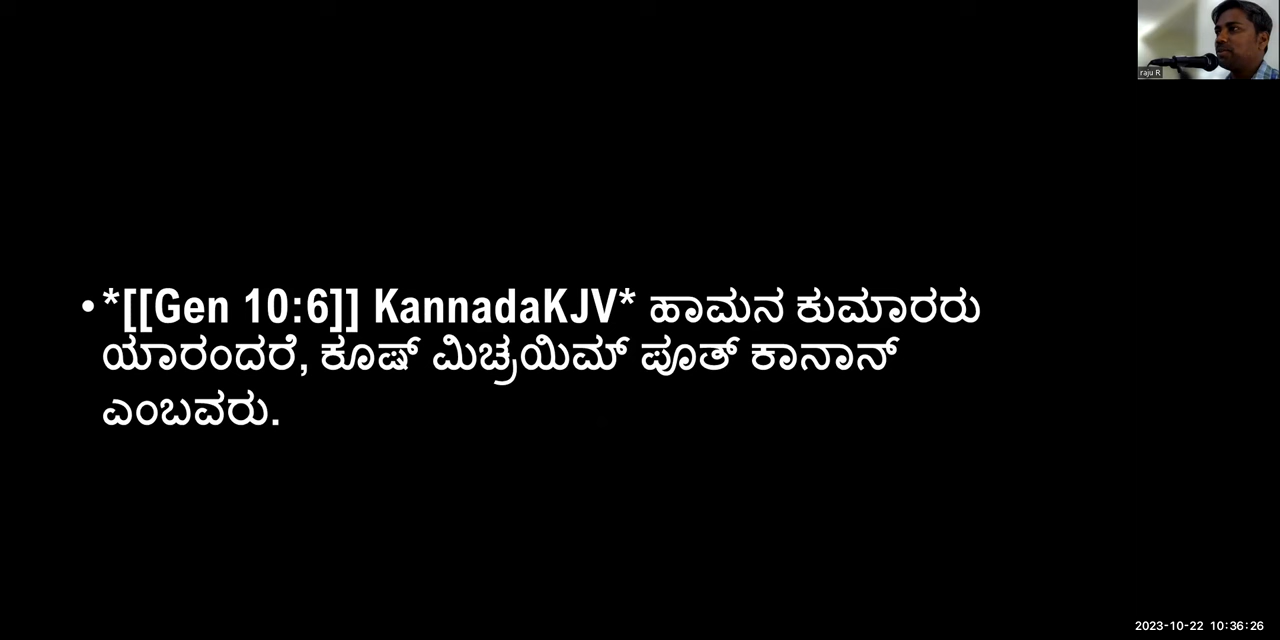 raju R
• *[[Gen 10:6]] KannadaKJV* ಹಾಮನ ಕುಮಾರರು
ಯಾರಂದರೆ, ಕೂಷ್ ಮಿಚ್ರಯಿಮ್ ಪೂತ್ ಕಾನಾನ್
ಎಂಬವರು.
2023-10-22 10:36:26